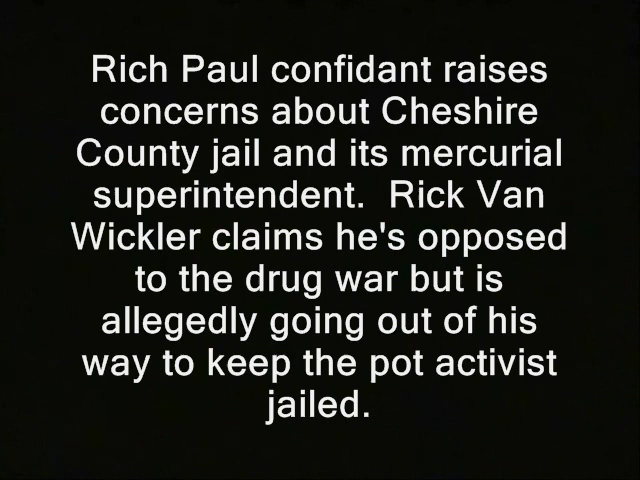 Rich Paul confidant raises
concerns about Cheshire
County jail and its mercurial
superintendent.  Rick Van
Wickler claims he's opposed
to the drug war but is
allegedly going out of his
way to keep the pot activist
jailed.